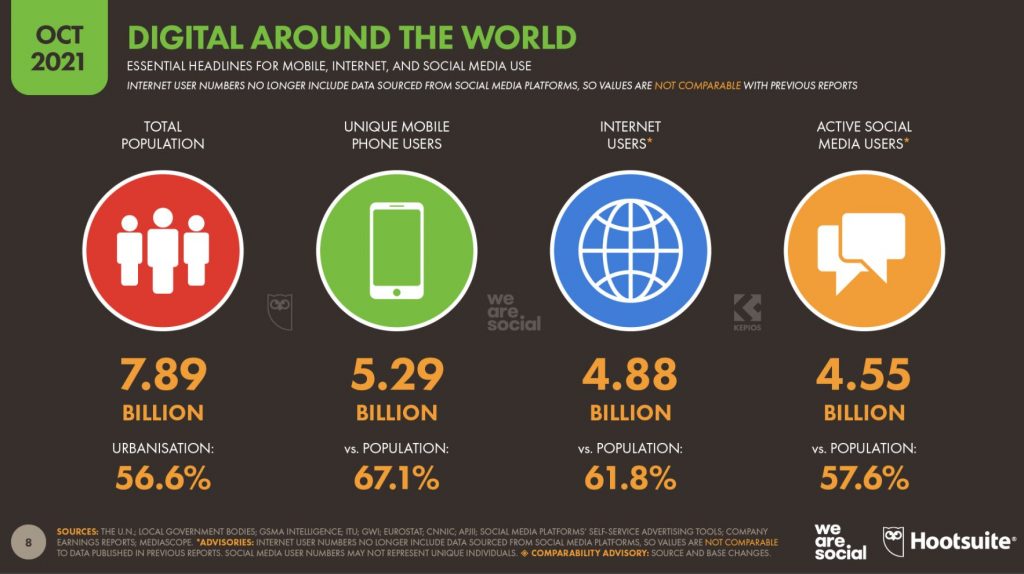 OCT
2021
DIGITAL AROUND THE WORLD
ESSENTIAL HEADLINES FOR MOBILE, INTERNET, AND SOCIAL MEDIA USE
INTERNET USER NUMBERS NO LONGER INCLUDE DATA SOURCED FROM SOCIAL MEDIA PLATFORMS, SO VALUES ARE NOT COMPARABLE WITH PREVIOUS REPORTS
TOTAL
POPULATION
UNIQUE MOBILE
PHONE USERS
INTERNET
USERS*
ACTIVE SOCIAL
MEDIA USERS*
we
are
social
KEPIOS
7.89
BILLION
URBANISATION:
56.6%
5.29
BILLION
vs. POPULATION:
67.1%
4.88
BILLION
vs. POPULATION:
61.8%
4.55
BILLION
vs. POPULATION:
57.6%
8
SOURCES: THE U.N.; LOCAL GOVERNMENT BODIES; GSMA INTELLIGENCE; ITU; GWI; EUROSTAT; CNNIC; APJII; SOCIAL MEDIA PLATFORMS' SELF-SERVICE ADVERTISING TOOLS; COMPANY
EARNINGS REPORTS; MEDIASCOPE. *ADVISORIES: INTERNET USER NUMBERS NO LONGER INCLUDE DATA SOURCED FROM SOCIAL MEDIA PLATFORMS, SO VALUES ARE NOT COMPARABLE
TO DATA PUBLISHED IN PREVIOUS REPORTS. SOCIAL MEDIA USER NUMBERS MAY NOT REPRESENT UNIQUE INDIVIDUALS. ◈ COMPARABILITY ADVISORY: SOURCE AND BASE CHANGES.
we
are
social
Hootsuite®